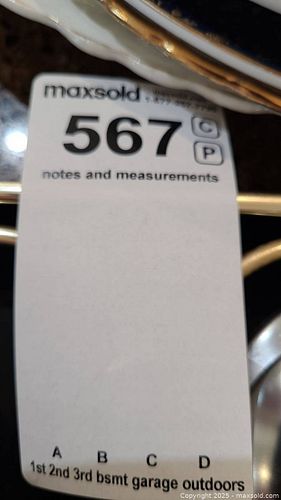 maxsold
567 C
P
notes and measurements
A B C D
1st 2nd 3rd bsmt garage outdoors
Copyright © 2025 - maxsold.com